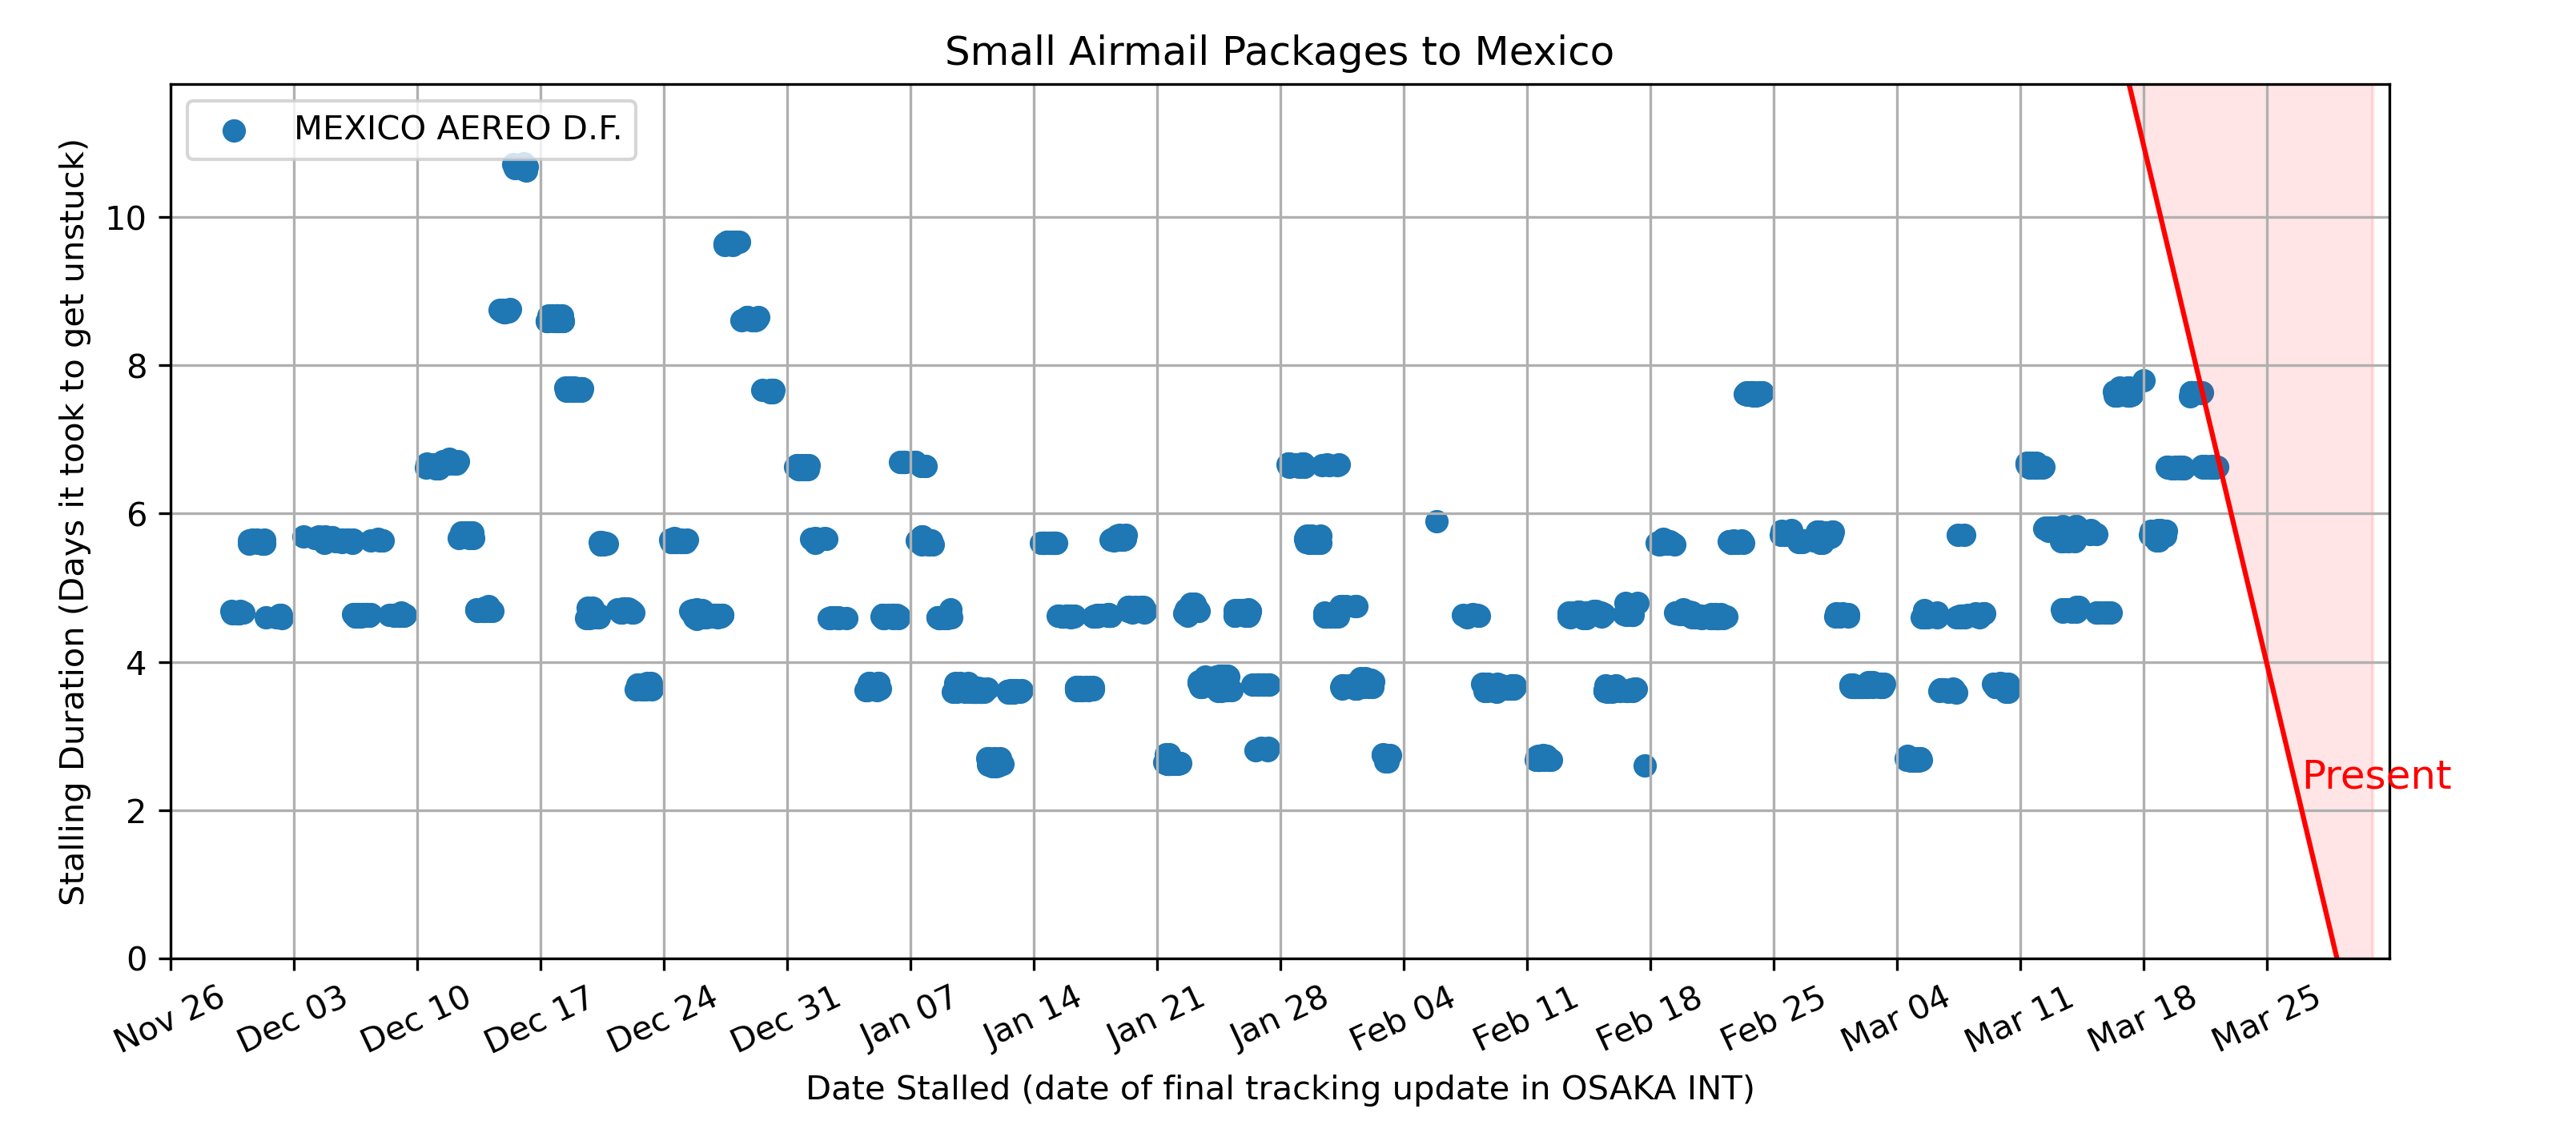 Small Airmail Packages to Mexico
MEXICO AEREO D.F.
Stalling Duration (Days it took to get unstuck)
10
8
6
4
2
0
Present
Nov 26
Dec 03
Dec 10
Dec 17
Dec 24
Dec 31
Jan 07
Jan 14
Jan 21
Jan 28
Feb 04
Feb 11
Feb 18
Feb 25
Mar 04
Mar 11
Mar 18
Mar 25
Date Stalled (date of final tracking update in OSAKA INT)